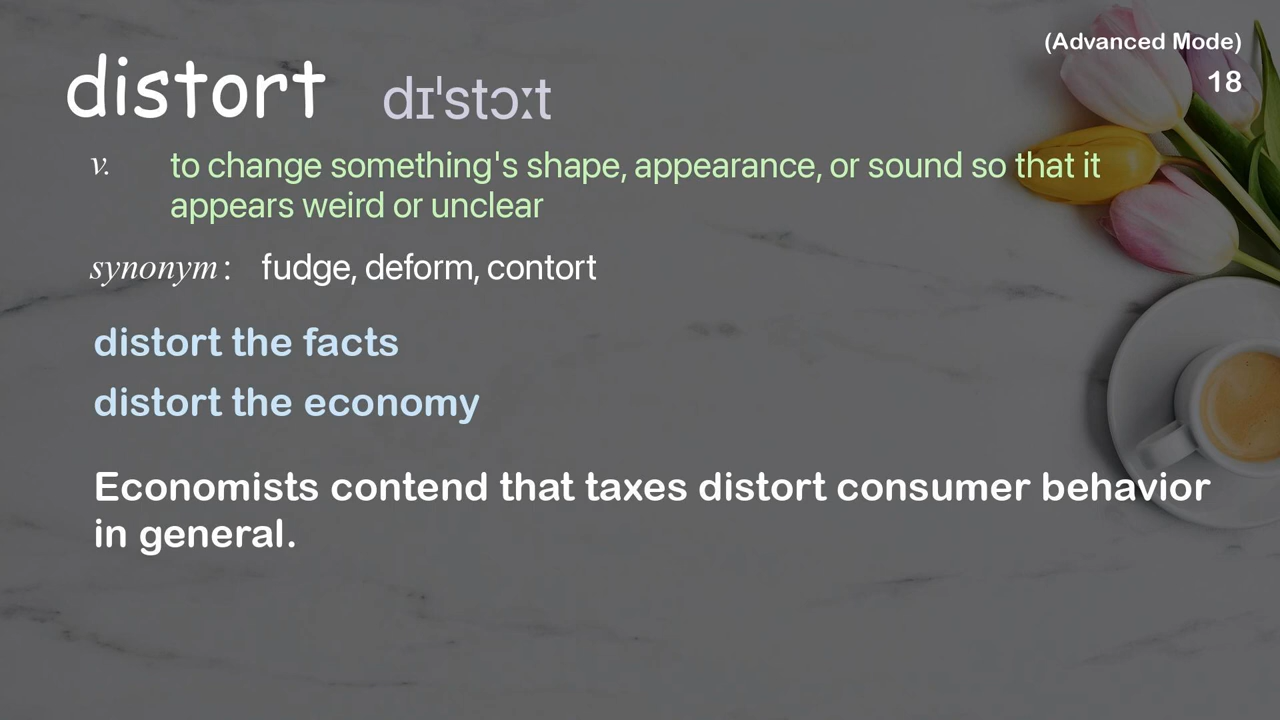 (Advanced Mode)
18
distort dɪˈstɔːt
v. to change something's shape, appearance, or sound so that it
appears weird or unclear
synonym : fudge, deform, contort
distort the facts
distort the economy
Economists contend that taxes distort consumer behavior
in general.